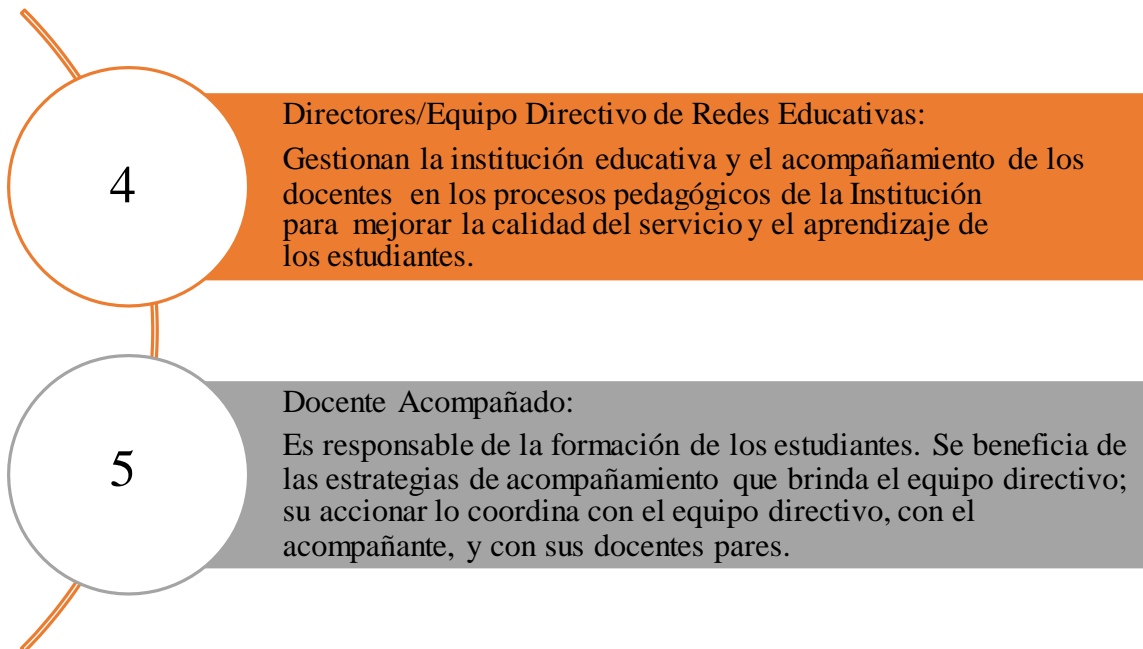 4
Directores/Equipo Directivo de Redes Educativas:
Gestionan la institución educativa y el acompañamiento de los
docentes en los procesos pedagógicos de la Institución
para mejorar la calidad del servicio y el aprendizaje de
los estudiantes.
5
Docente Acompañado:
Es responsable de la formación de los estudiantes. Se beneficia de
las estrategias de acompañamiento que brinda el equipo directivo;
su accionar lo coordina con el equipo directivo, con el
acompañante, y con sus docentes pares.